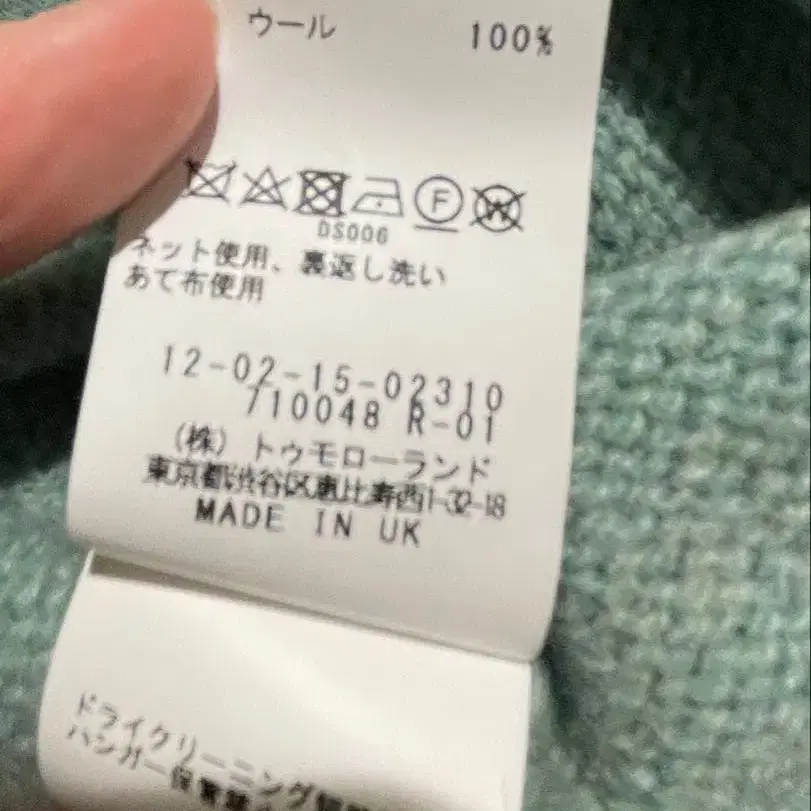 ウール 100%
F W
DS006
ネット使用、裏返し洗い
あて布使用
12-02-15-02310
710048 R-01
(株) トゥモローランド
東京都渋谷区恵比寿西1-32-18
MADE IN UK
ドライクリーニング
ハンガー保管